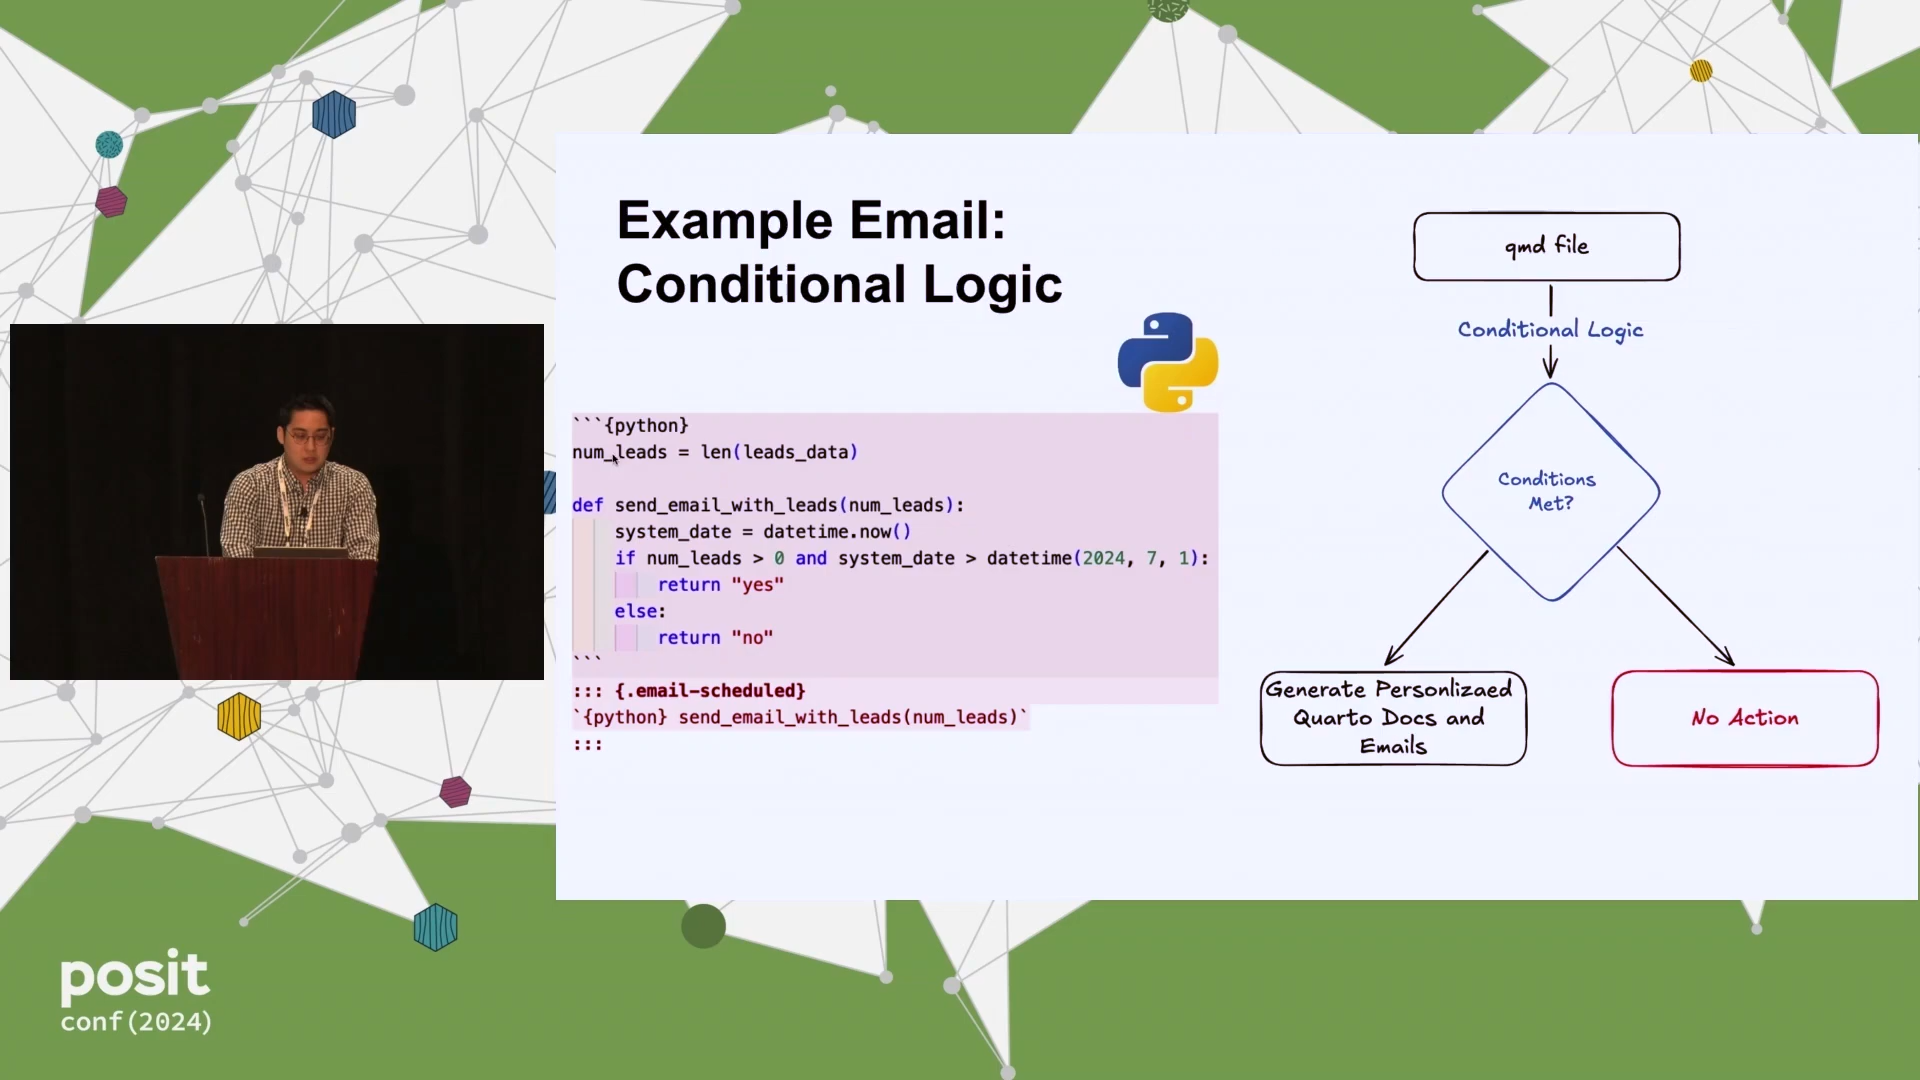 Example Email:
Conditional Logic
```{python}
num_leads = len(leads_data)
def send_email_with_leads(num_leads):
system_date = datetime.now()
if num_leads > 0 and system_date > datetime(2024, 7, 1):
return "yes"
else:
return "no"
```
::: {.email-scheduled}
`{python} send_email_with_leads(num_leads)`
:::
qmd file
Conditional Logic
Conditions
Met?
Generate Personlizaed
Quarto Docs and
Emails
No Action
posit
conf(2024)